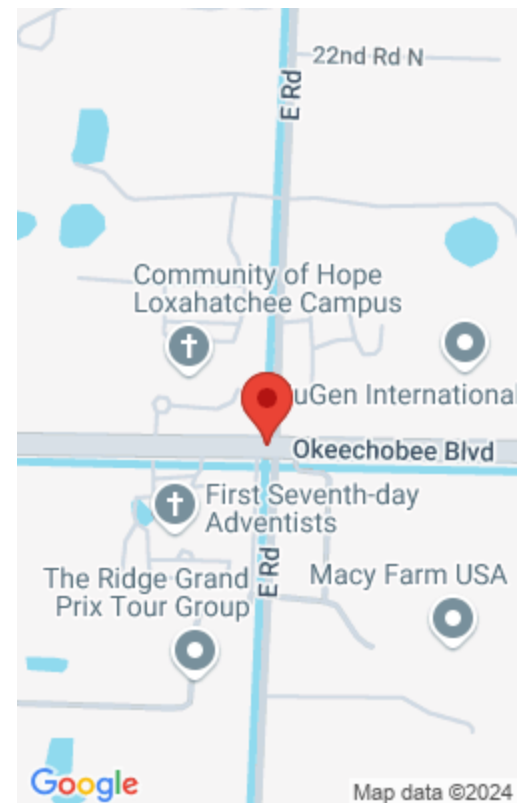 22nd Rd N
E Rd
Community of Hope
Loxahatchee Campus
uGen International
Okeechobee Blvd
First Seventh-day
Adventists
E Rd
The Ridge Grand
Prix Tour Group
Macy Farm USA
Google
Map data ©2024